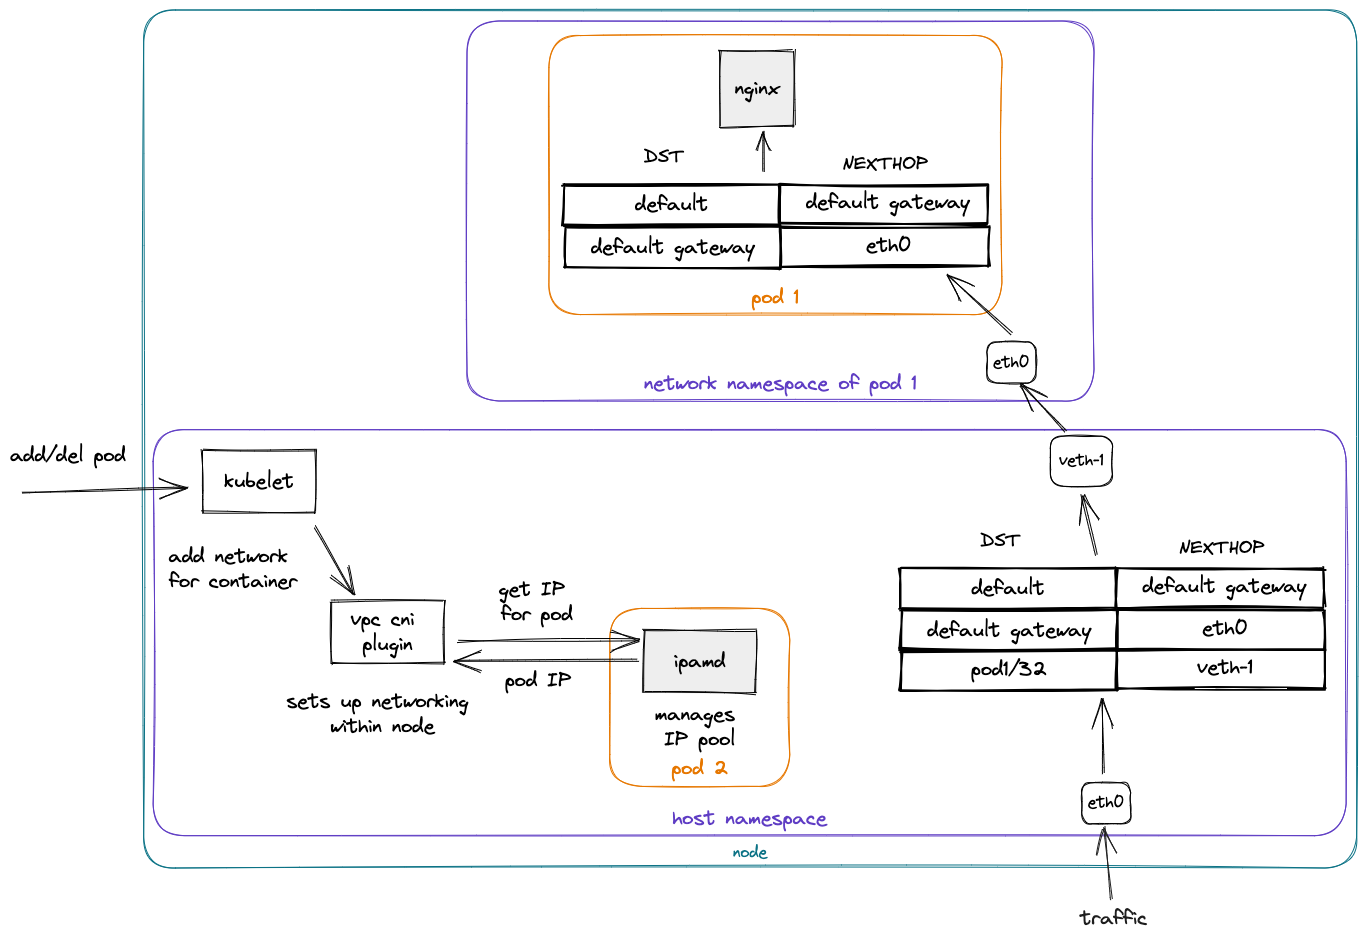 nginx
DST
NEXTHOP
default
default gateway
default gateway
eth0
pod 1
eth0
network namespace of pod 1
add/del pod
kubelet
veth-1
add network
for container
DST
NEXTHOP
default
default gateway
default gateway
eth0
pod1/32
veth-1
get IP
for pod
vpc cni
plugin
ipamd
pod IP
sets up networking
within node
manages
IP pool
pod 2
eth0
host namespace
node
traffic